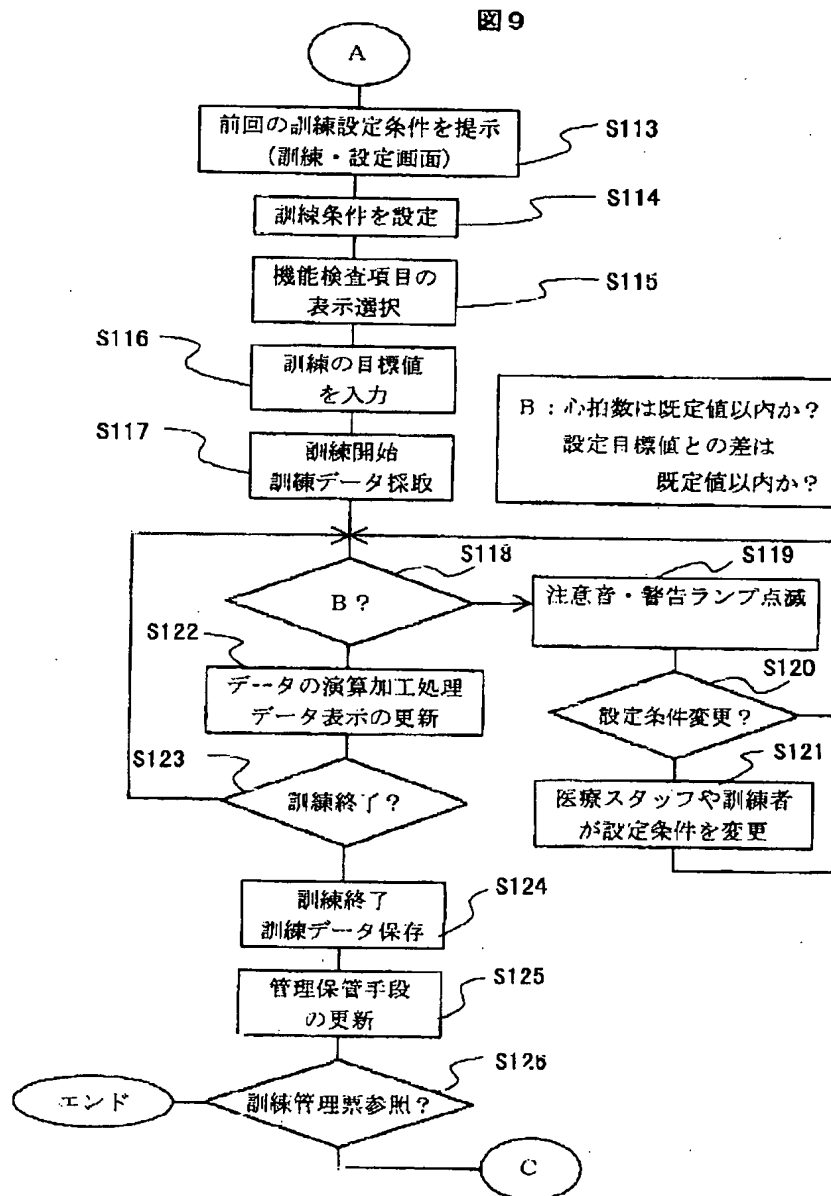 図9
A
前回の訓練設定条件を提示
(訓練・設定画面)
S113
訓練条件を設定
S114
機能検査項目の
表示選択
S115
S116
訓練の目標値
を入力
S117
訓練開始
訓練データ採取
B:心拍数は既定値以内か?
設定目標値との差は
既定値以内か?
S118
B?
S119
注意音・警告ランプ点滅
S122
データの演算加工処理
データ表示の更新
S120
設定条件変更?
S123
訓練終了?
S121
医療スタッフや訓練者
が設定条件を変更
訓練終了
訓練データ保存
S124
管理保管手段
の更新
S125
S126
訓練管理票参照?
エンド
C